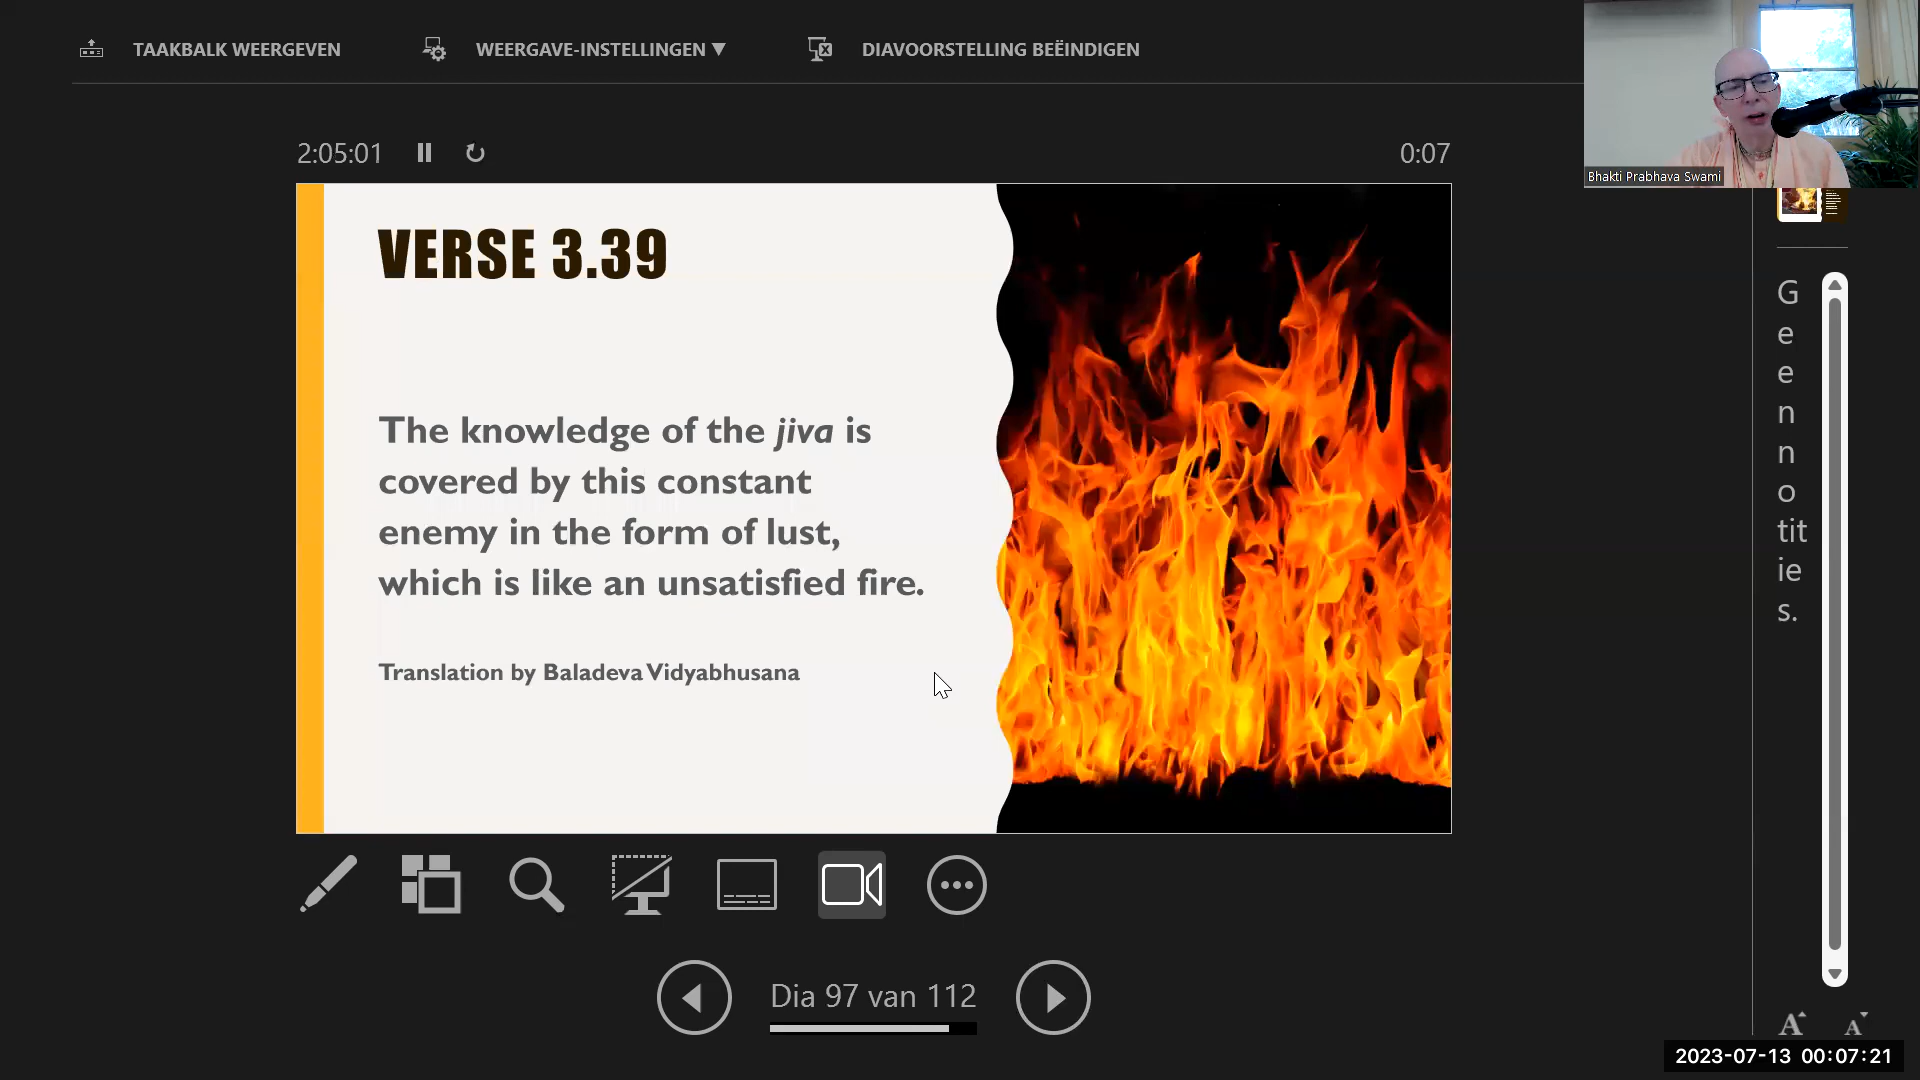 TAAKBALK WEERGEVEN
WEERGAVE-INSTELLINGEN ▼
DIAVOORSTELLING BEËINDIGEN
Bhakti Prabhava Swami
2:05:01
0:07
VERSE 3.39
The knowledge of the jiva is
covered by this constant
enemy in the form of lust,
which is like an unsatisfied fire.
Translation by Baladeva Vidyabhusana
G
e
e
n
n
o
tit
ie
s.
Dia 97 van 112
A A
2023-07-13 00:07:21